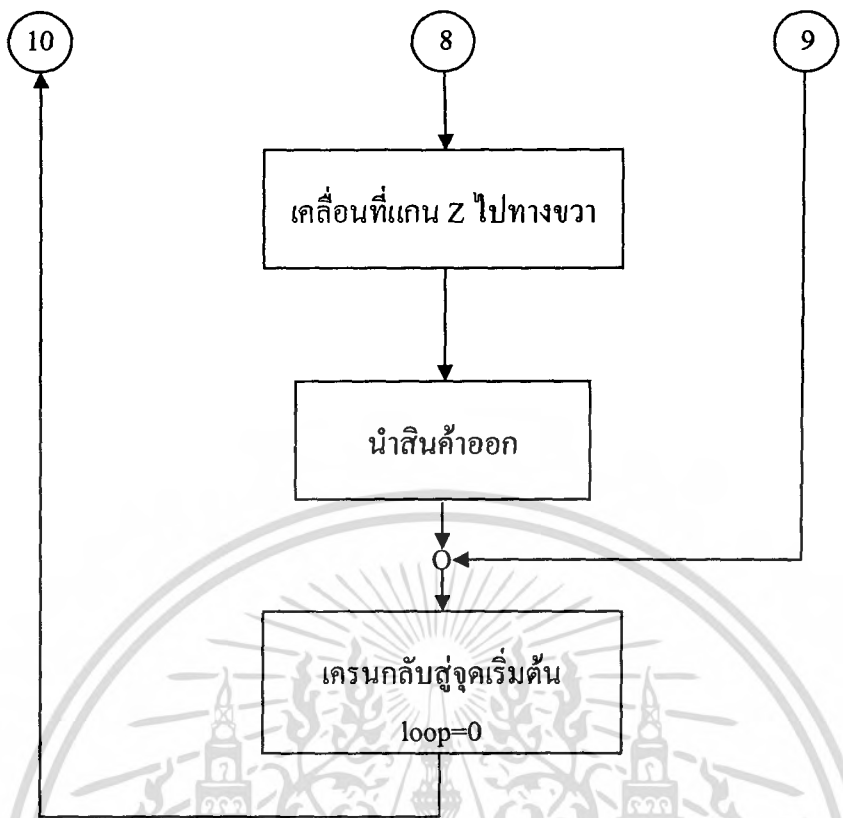 10
8
9
เคลื่อนที่แกน Z ไปทางขวา
นำสินค้าออก
เครนกลับสู่จุดเริ่มต้น
loop=0